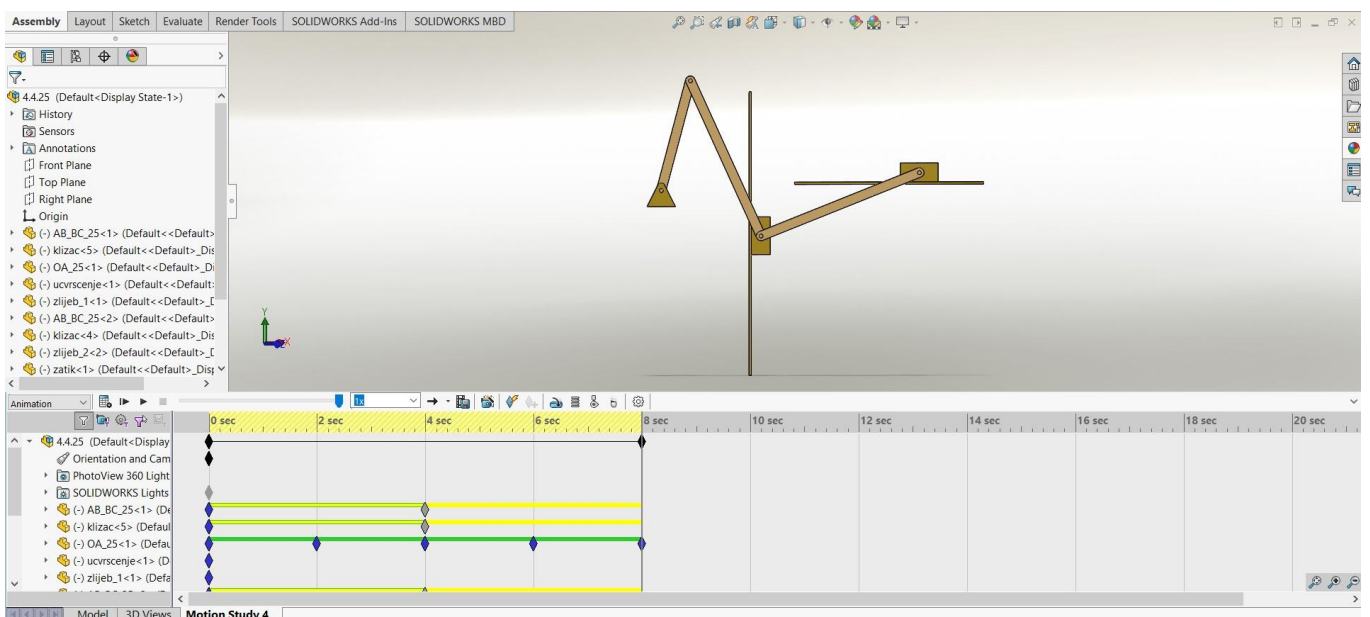 Assembly Layout Sketch Evaluate Render Tools SOLIDWORKS Add-Ins SOLIDWORKS MBD
4.4.25 (Default<Display State-1>)
History
Sensors
Annotations
Front Plane
Top Plane
Right Plane
Origin
(-) AB_BC_25<1> (Default<<Default>
(-) klizac<5> (Default<<Default>_Dis
(-) OA_25<1> (Default<<Default>_Di
(-) ucvrscenje<1> (Default<<Default>
(-) zlijeb_1<1> (Default<<Default>_D
(-) AB_BC_25<2> (Default<<Default>
(-) klizac<4> (Default<<Default>_Dis
(-) zlijeb_2<2> (Default<<Default>_D
(-) zatik<1> (Default<<Default>_Disp
Y
X
Animation 1x
0 sec 2 sec 4 sec 6 sec 8 sec 10 sec 12 sec 14 sec 16 sec 18 sec 20 sec
4.4.25 (Default<Display
Orientation and Cam
PhotoView 360 Light
SOLIDWORKS Lights
(-) AB_BC_25<1> (De
(-) klizac<5> (Defaul
(-) OA_25<1> (Defau
(-) ucvrscenje<1> (D
(-) zlijeb_1<1> (Defa
Model 3D Views Motion Study 4